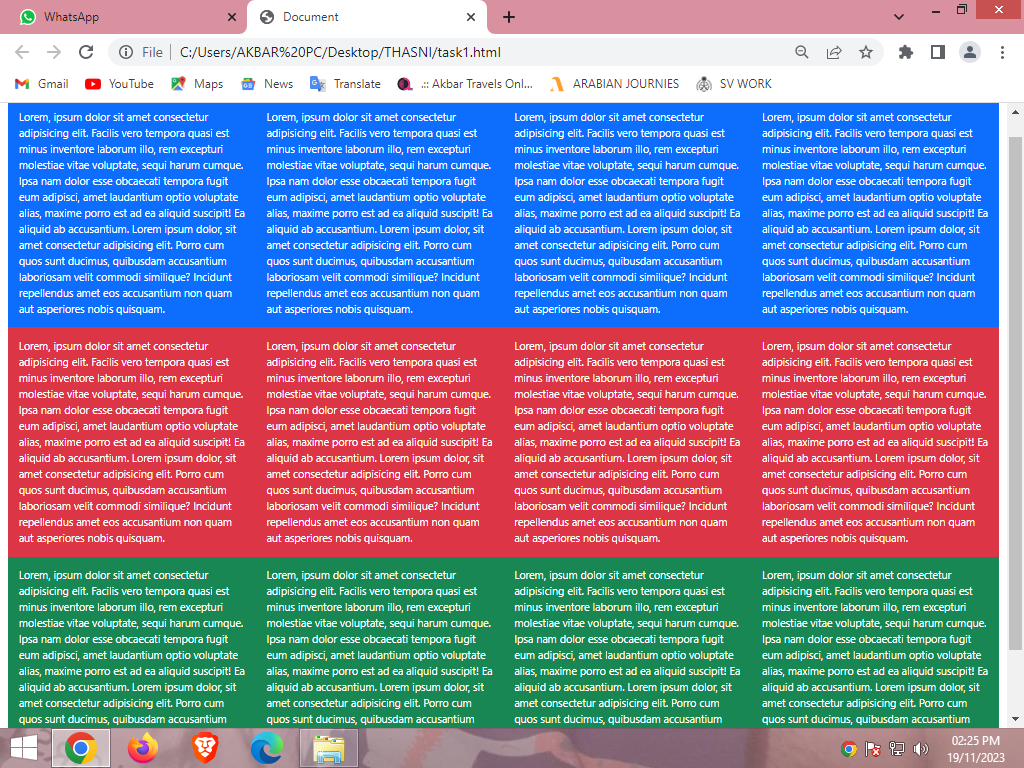 WhatsApp
Document
File
C:/Users/AKBAR%20PC/Desktop/THASNI/task1.html
Gmail
YouTube
Maps
News
Translate
.:: Akbar Travels Onl...
ARABIAN JOURNIES
SV WORK
Lorem, ipsum dolor sit amet consectetur
adipisicing elit. Facilis vero tempora quasi est
minus inventore laborum illo, rem excepturi
molestiae vitae voluptate, sequi harum cumque.
Ipsa nam dolor esse obcaecati tempora fugit
eum adipisci, amet laudantium optio voluptate
alias, maxime porro est ad ea aliquid suscipit! Ea
aliquid ab accusantium. Lorem ipsum dolor, sit
amet consectetur adipisicing elit. Porro cum
quos sunt ducimus, quibusdam accusantium
laboriosam velit commodi similique? Incidunt
repellendus amet eos accusantium non quam
aut asperiores nobis quisquam.
Lorem, ipsum dolor sit amet consectetur
adipisicing elit. Facilis vero tempora quasi est
minus inventore laborum illo, rem excepturi
molestiae vitae voluptate, sequi harum cumque.
Ipsa nam dolor esse obcaecati tempora fugit
eum adipisci, amet laudantium optio voluptate
alias, maxime porro est ad ea aliquid suscipit! Ea
aliquid ab accusantium. Lorem ipsum dolor, sit
amet consectetur adipisicing elit. Porro cum
quos sunt ducimus, quibusdam accusantium
laboriosam velit commodi similique? Incidunt
repellendus amet eos accusantium non quam
aut asperiores nobis quisquam.
Lorem, ipsum dolor sit amet consectetur
adipisicing elit. Facilis vero tempora quasi est
minus inventore laborum illo, rem excepturi
molestiae vitae voluptate, sequi harum cumque.
Ipsa nam dolor esse obcaecati tempora fugit
eum adipisci, amet laudantium optio voluptate
alias, maxime porro est ad ea aliquid suscipit! Ea
aliquid ab accusantium. Lorem ipsum dolor, sit
amet consectetur adipisicing elit. Porro cum
quos sunt ducimus, quibusdam accusantium
laboriosam velit commodi similique? Incidunt
repellendus amet eos accusantium non quam
aut asperiores nobis quisquam.
Lorem, ipsum dolor sit amet consectetur
adipisicing elit. Facilis vero tempora quasi est
minus inventore laborum illo, rem excepturi
molestiae vitae voluptate, sequi harum cumque.
Ipsa nam dolor esse obcaecati tempora fugit
eum adipisci, amet laudantium optio voluptate
alias, maxime porro est ad ea aliquid suscipit! Ea
aliquid ab accusantium. Lorem ipsum dolor, sit
amet consectetur adipisicing elit. Porro cum
quos sunt ducimus, quibusdam accusantium
laboriosam velit commodi similique? Incidunt
repellendus amet eos accusantium non quam
aut asperiores nobis quisquam.
Lorem, ipsum dolor sit amet consectetur
adipisicing elit. Facilis vero tempora quasi est
minus inventore laborum illo, rem excepturi
molestiae vitae voluptate, sequi harum cumque.
Ipsa nam dolor esse obcaecati tempora fugit
eum adipisci, amet laudantium optio voluptate
alias, maxime porro est ad ea aliquid suscipit! Ea
aliquid ab accusantium. Lorem ipsum dolor, sit
amet consectetur adipisicing elit. Porro cum
quos sunt ducimus, quibusdam accusantium
laboriosam velit commodi similique? Incidunt
repellendus amet eos accusantium non quam
aut asperiores nobis quisquam.
Lorem, ipsum dolor sit amet consectetur
adipisicing elit. Facilis vero tempora quasi est
minus inventore laborum illo, rem excepturi
molestiae vitae voluptate, sequi harum cumque.
Ipsa nam dolor esse obcaecati tempora fugit
eum adipisci, amet laudantium optio voluptate
alias, maxime porro est ad ea aliquid suscipit! Ea
aliquid ab accusantium. Lorem ipsum dolor, sit
amet consectetur adipisicing elit. Porro cum
quos sunt ducimus, quibusdam accusantium
laboriosam velit commodi similique? Incidunt
repellendus amet eos accusantium non quam
aut asperiores nobis quisquam.
Lorem, ipsum dolor sit amet consectetur
adipisicing elit. Facilis vero tempora quasi est
minus inventore laborum illo, rem excepturi
molestiae vitae voluptate, sequi harum cumque.
Ipsa nam dolor esse obcaecati tempora fugit
eum adipisci, amet laudantium optio voluptate
alias, maxime porro est ad ea aliquid suscipit! Ea
aliquid ab accusantium. Lorem ipsum dolor, sit
amet consectetur adipisicing elit. Porro cum
quos sunt ducimus, quibusdam accusantium
laboriosam velit commodi similique? Incidunt
repellendus amet eos accusantium non quam
aut asperiores nobis quisquam.
Lorem, ipsum dolor sit amet consectetur
adipisicing elit. Facilis vero tempora quasi est
minus inventore laborum illo, rem excepturi
molestiae vitae voluptate, sequi harum cumque.
Ipsa nam dolor esse obcaecati tempora fugit
eum adipisci, amet laudantium optio voluptate
alias, maxime porro est ad ea aliquid suscipit! Ea
aliquid ab accusantium. Lorem ipsum dolor, sit
amet consectetur adipisicing elit. Porro cum
quos sunt ducimus, quibusdam accusantium
laboriosam velit commodi similique? Incidunt
repellendus amet eos accusantium non quam
aut asperiores nobis quisquam.
Lorem, ipsum dolor sit amet consectetur
adipisicing elit. Facilis vero tempora quasi est
minus inventore laborum illo, rem excepturi
molestiae vitae voluptate, sequi harum cumque.
Ipsa nam dolor esse obcaecati tempora fugit
eum adipisci, amet laudantium optio voluptate
alias, maxime porro est ad ea aliquid suscipit! Ea
aliquid ab accusantium. Lorem ipsum dolor, sit
amet consectetur adipisicing elit. Porro cum
quos sunt ducimus, quibusdam accusantium
Lorem, ipsum dolor sit amet consectetur
adipisicing elit. Facilis vero tempora quasi est
minus inventore laborum illo, rem excepturi
molestiae vitae voluptate, sequi harum cumque.
Ipsa nam dolor esse obcaecati tempora fugit
eum adipisci, amet laudantium optio voluptate
alias, maxime porro est ad ea aliquid suscipit! Ea
aliquid ab accusantium. Lorem ipsum dolor, sit
amet consectetur adipisicing elit. Porro cum
quos sunt ducimus, quibusdam accusantium
Lorem, ipsum dolor sit amet consectetur
adipisicing elit. Facilis vero tempora quasi est
minus inventore laborum illo, rem excepturi
molestiae vitae voluptate, sequi harum cumque.
Ipsa nam dolor esse obcaecati tempora fugit
eum adipisci, amet laudantium optio voluptate
alias, maxime porro est ad ea aliquid suscipit! Ea
aliquid ab accusantium. Lorem ipsum dolor, sit
amet consectetur adipisicing elit. Porro cum
quos sunt ducimus, quibusdam accusantium
Lorem, ipsum dolor sit amet consectetur
adipisicing elit. Facilis vero tempora quasi est
minus inventore laborum illo, rem excepturi
molestiae vitae voluptate, sequi harum cumque.
Ipsa nam dolor esse obcaecati tempora fugit
eum adipisci, amet laudantium optio voluptate
alias, maxime porro est ad ea aliquid suscipit! Ea
aliquid ab accusantium. Lorem ipsum dolor, sit
amet consectetur adipisicing elit. Porro cum
quos sunt ducimus, quibusdam accusantium
02:25 PM
19/11/2023